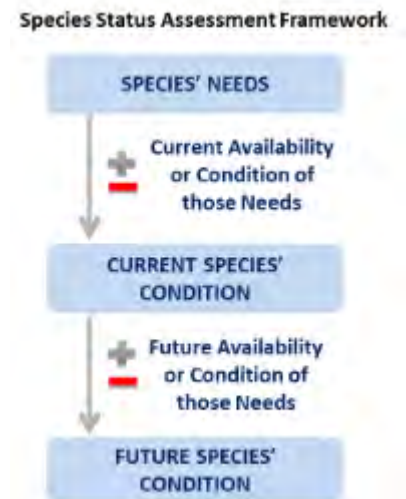 Species Status Assessment Framework
SPECIES' NEEDS
Current Availability
or Condition of
those Needs
CURRENT SPECIES'
CONDITION
Future Availability
or Condition of
those Needs
FUTURE SPECIES'
CONDITION